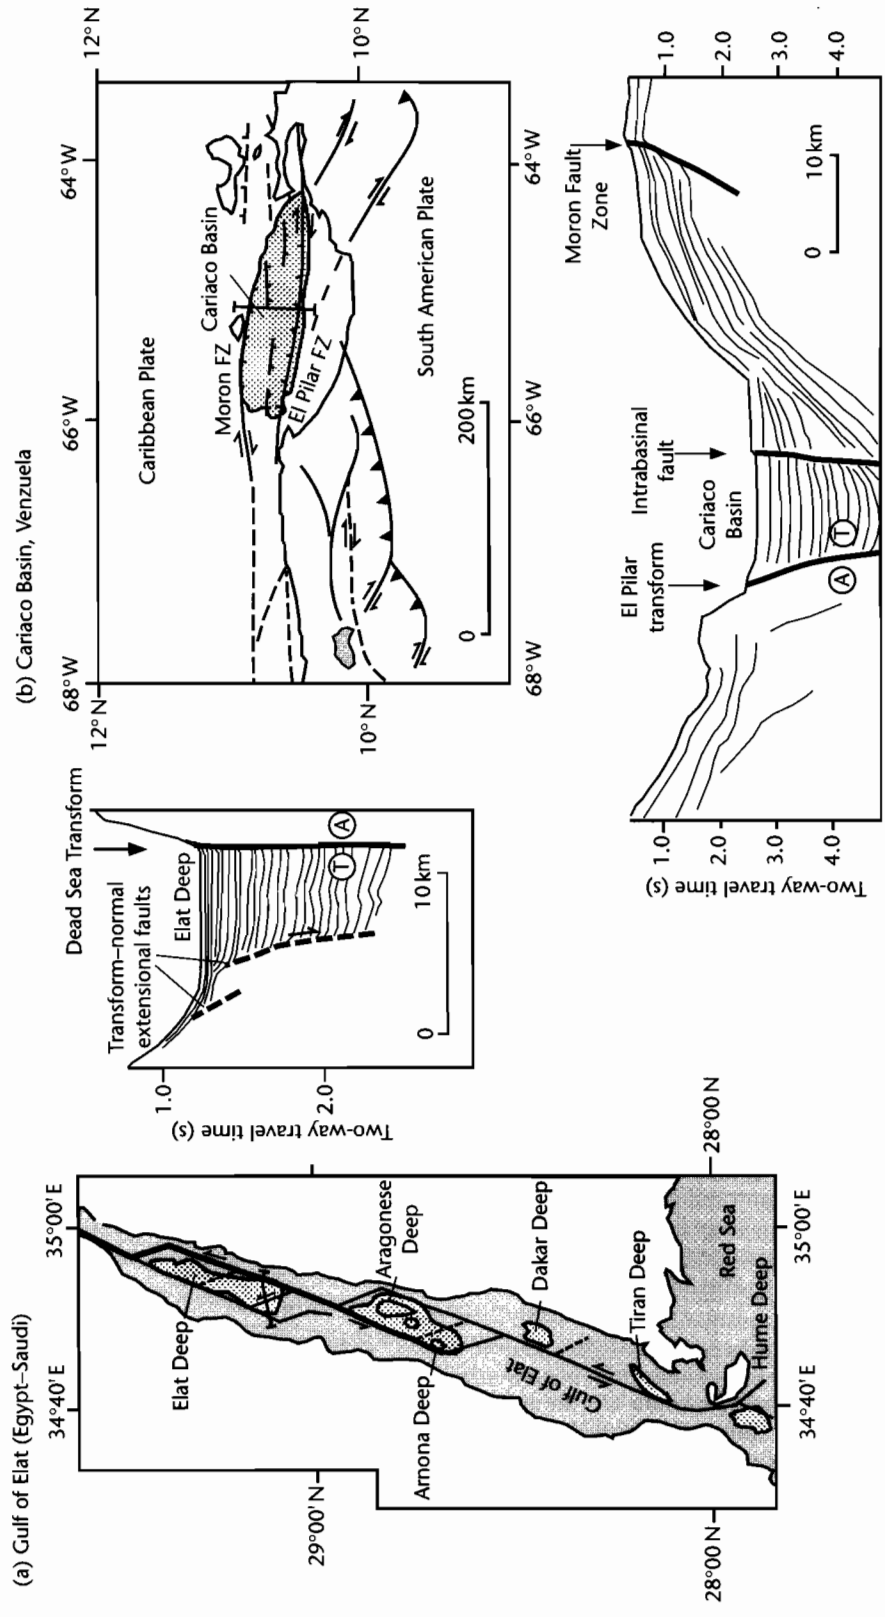 (a) Gulf of Elat (Egypt–Saudi)
34°40' E
35°00' E
29°00' N
28°00 N
28°00 N
34°40' E
35°00' E
Elat Deep
Arnona Deep
Aragonese
Deep
Dakar Deep
Gulf of Elat
Tiran Deep
Red Sea
Hume Deep
Dead Sea Transform
Transform–normal
extensional faults
Elat Deep
T
A
1.0
2.0
Two-way travel time (s)
0
10 km
(b) Cariaco Basin, Venzuela
68°W
66°W
64°W
12°N
12°N
10°N
10°N
68°W
66°W
64°W
Caribbean Plate
Moron FZ
Cariaco Basin
El Pilar FZ
South American Plate
0
200 km
El Pilar
transform
Intrabasinal
fault
Cariaco
Basin
Moron Fault
Zone
A
T
1.0
2.0
3.0
4.0
1.0
2.0
3.0
4.0
Two-way travel time (s)
0
10 km